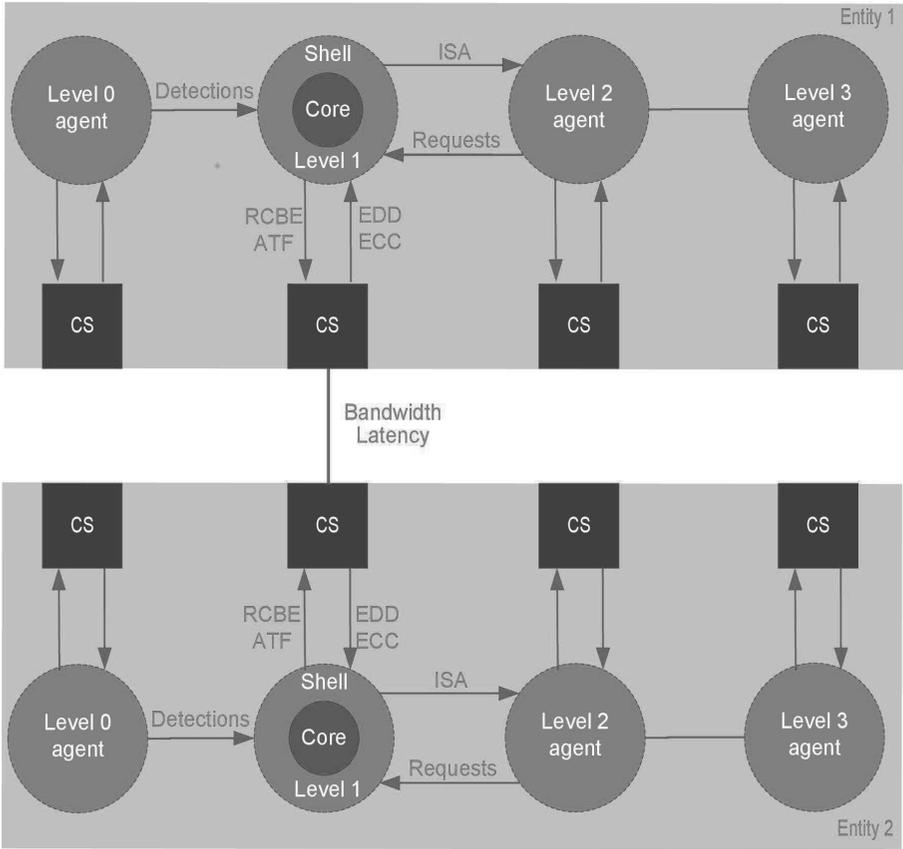 Entity 1
Shell
ISA
Level 0
agent
Detections
Core
Level 2
agent
Level 3
agent
Requests
Level 1
RCBE
ATF
EDD
ECC
CS
CS
CS
CS
Bandwidth
Latency
CS
CS
CS
CS
RCBE
ATF
EDD
ECC
Shell
ISA
Level 0
agent
Detections
Core
Level 2
agent
Level 3
agent
Requests
Level 1
Entity 2